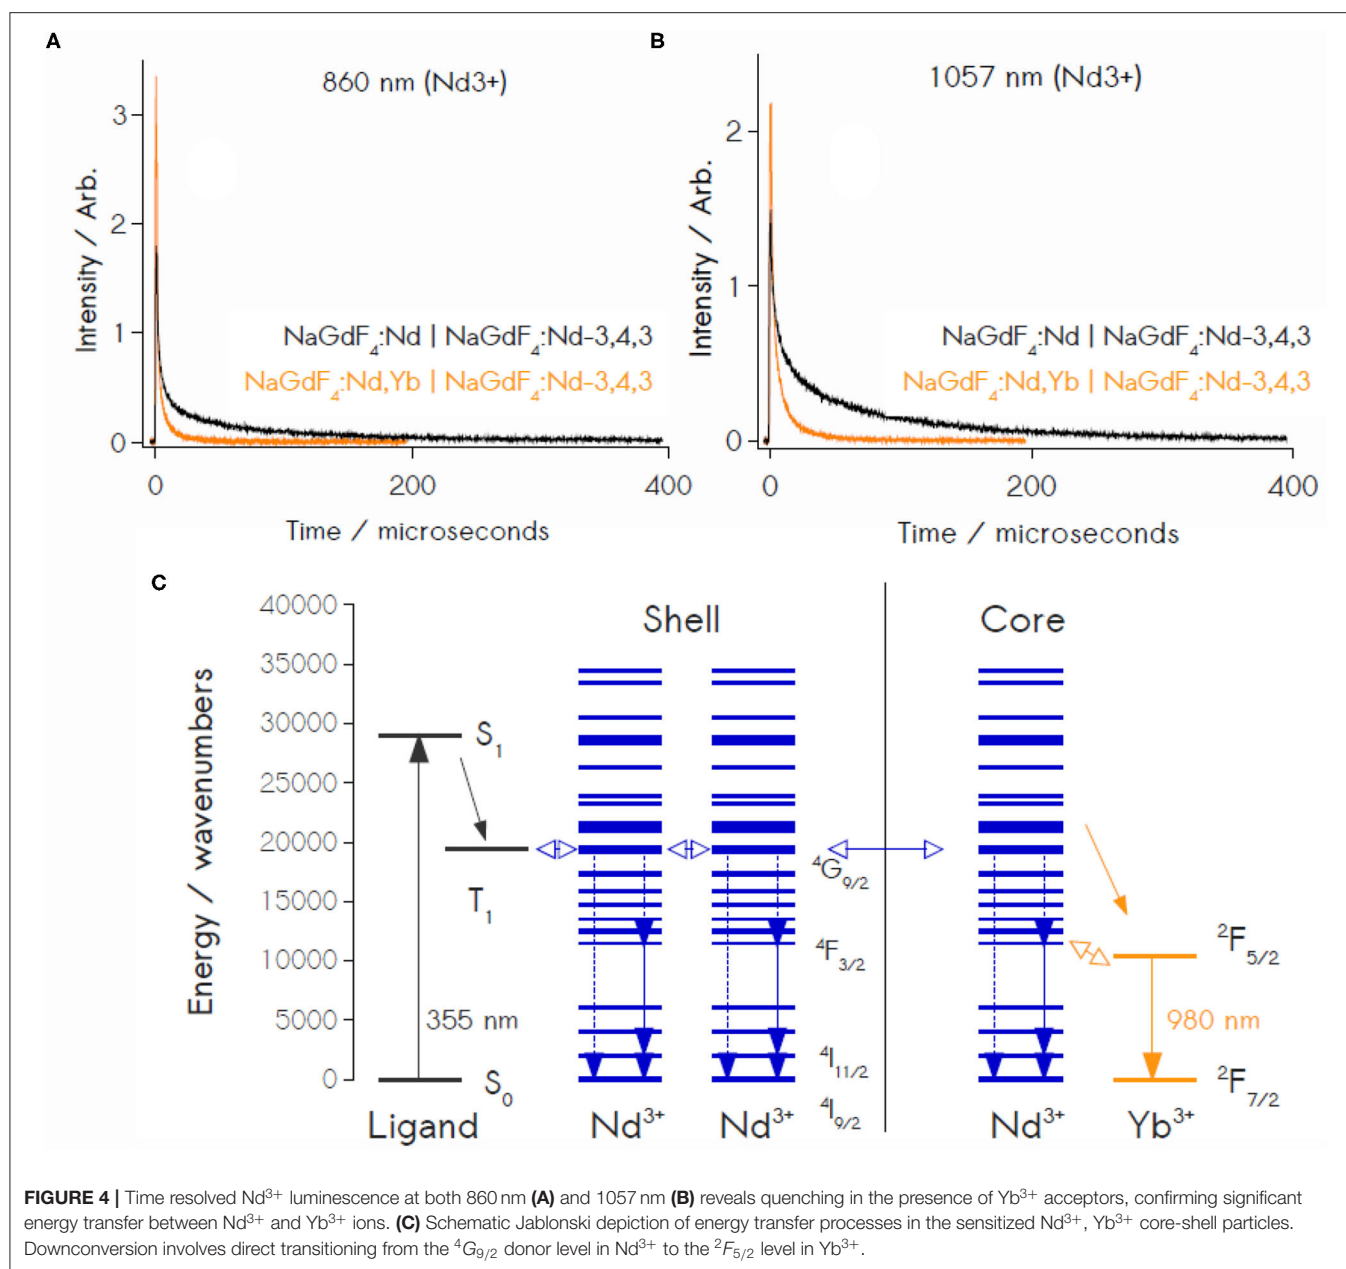 A
860 nm (Nd3+)
3
2
1
0
Intensity / Arb.
NaGdF₄:Nd | NaGdF₄:Nd-3,4,3
NaGdF₄:Nd,Yb | NaGdF₄:Nd-3,4,3
0 200 400
Time / microseconds
B
1057 nm (Nd3+)
2
1
0
Intensity / Arb.
NaGdF₄:Nd | NaGdF₄:Nd-3,4,3
NaGdF₄:Nd,Yb | NaGdF₄:Nd-3,4,3
0 200 400
Time / microseconds
C
Shell Core
40000
35000
30000
25000
20000
15000
10000
5000
0
Energy / wavenumbers
S₁
T₁
355 nm
S₀
⁴G₉/₂
⁴F₃/₂
⁴I₁₁/₂
⁴I₉/₂
²F₅/₂
980 nm
²F₇/₂
Ligand Nd³⁺ Nd³⁺ Nd³⁺ Yb³⁺
FIGURE 4 | Time resolved Nd³⁺ luminescence at both 860 nm (A) and 1057 nm (B) reveals quenching in the presence of Yb³⁺ acceptors, confirming significant
energy transfer between Nd³⁺ and Yb³⁺ ions. (C) Schematic Jablonski depiction of energy transfer processes in the sensitized Nd³⁺, Yb³⁺ core-shell particles.
Downconversion involves direct transitioning from the ⁴G₉/₂ donor level in Nd³⁺ to the ²F₅/₂ level in Yb³⁺.